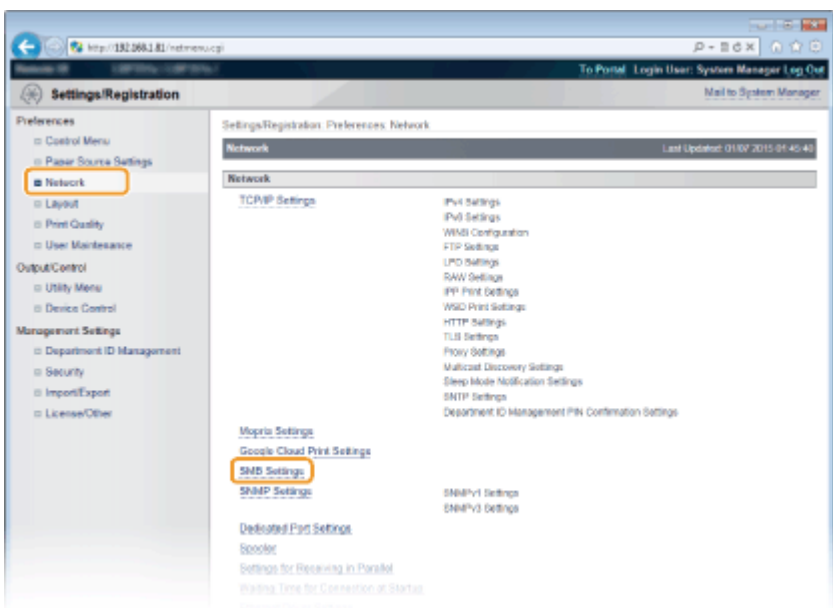 http://192.168.1.81/netmenu.cgi
To Portal Login User: System Manager Log Out
Settings/Registration
Mail to System Manager
Preferences
Control Menu
Paper Source Settings
Network
Layout
Print Quality
User Maintenance
Output/Control
Utility Menu
Device Control
Management Settings
Department ID Management
Security
Import/Export
License/Other
Settings/Registration: Preferences: Network
Network
Last Updated: 01/07 2015 01:45:40
Network
TCP/IP Settings
IPv4 Settings
IPv6 Settings
WINS Configuration
FTP Settings
LPD Settings
RAW Settings
IPP Print Settings
WSD Print Settings
HTTP Settings
TLS Settings
Proxy Settings
Multicast Discovery Settings
Sleep Mode Notification Settings
SNTP Settings
Department ID Management PIN Confirmation Settings
Mopria Settings
Google Cloud Print Settings
SMB Settings
SNMP Settings
SNMPv1 Settings
SNMPv3 Settings
Dedicated Port Settings
Spooler
Settings for Receiving in Parallel
Waiting Time for Connection at Startup